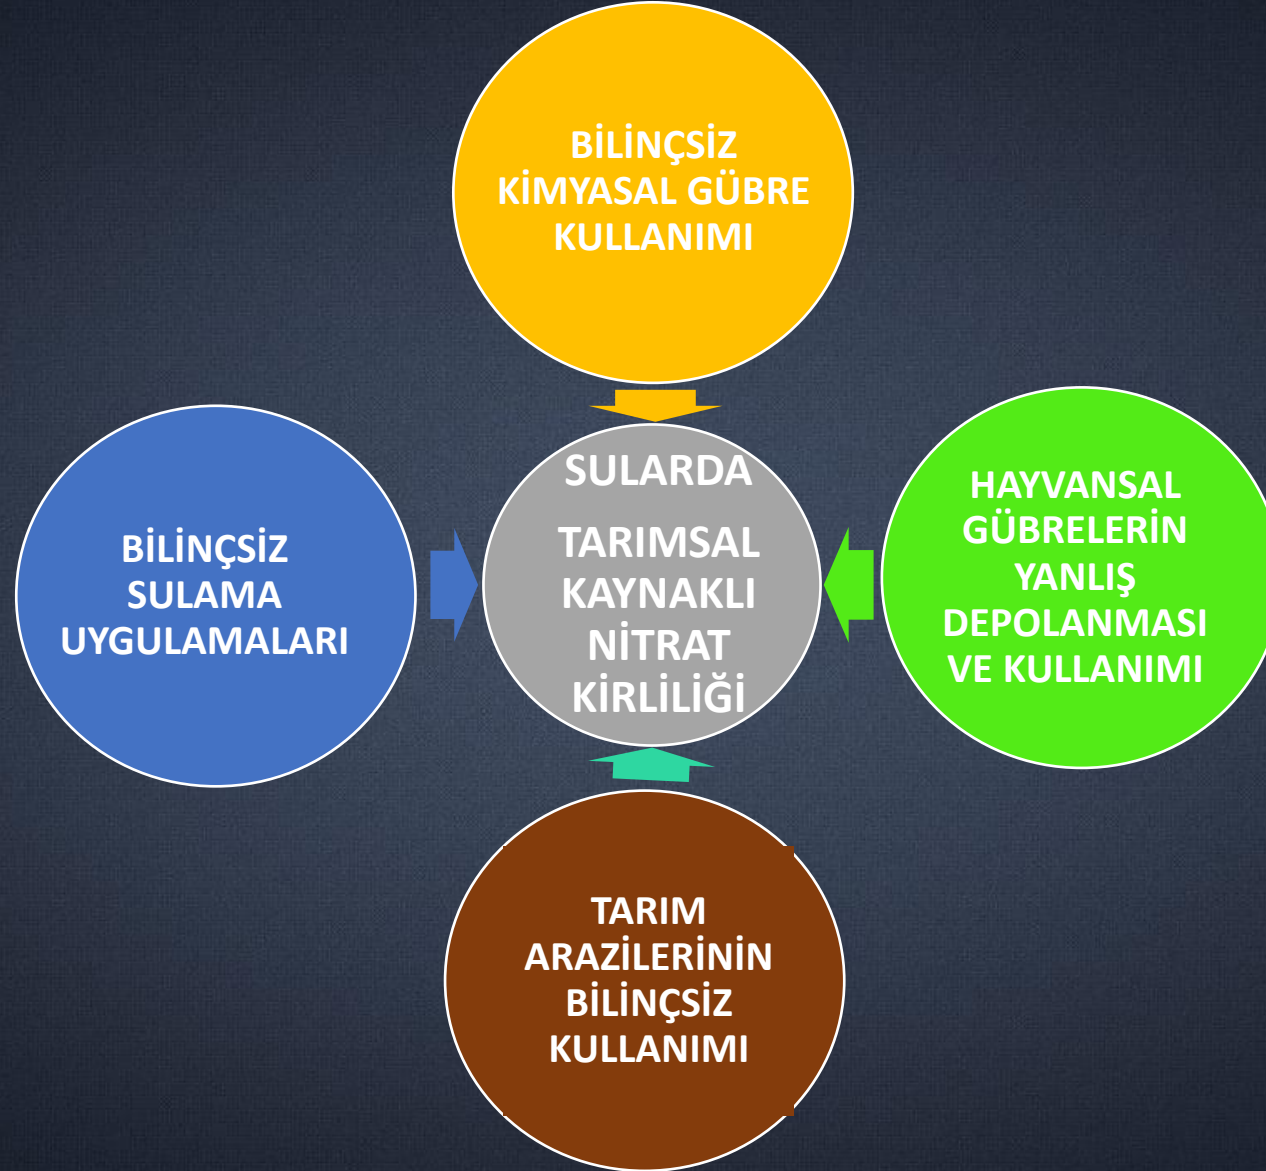 BİLİNÇSİZ
KİMYASAL GÜBRE
KULLANIMI
BİLİNÇSİZ
SULAMA
UYGULAMALARI
SULARDA
TARIMSAL
KAYNAKLI
NİTRAT
KİRLİLİĞİ
HAYVANSAL
GÜBRELERİN
YANLIŞ
DEPOLANMASI
VE KULLANIMI
TARIM
ARAZİLERİNİN
BİLİNÇSİZ
KULLANIMI